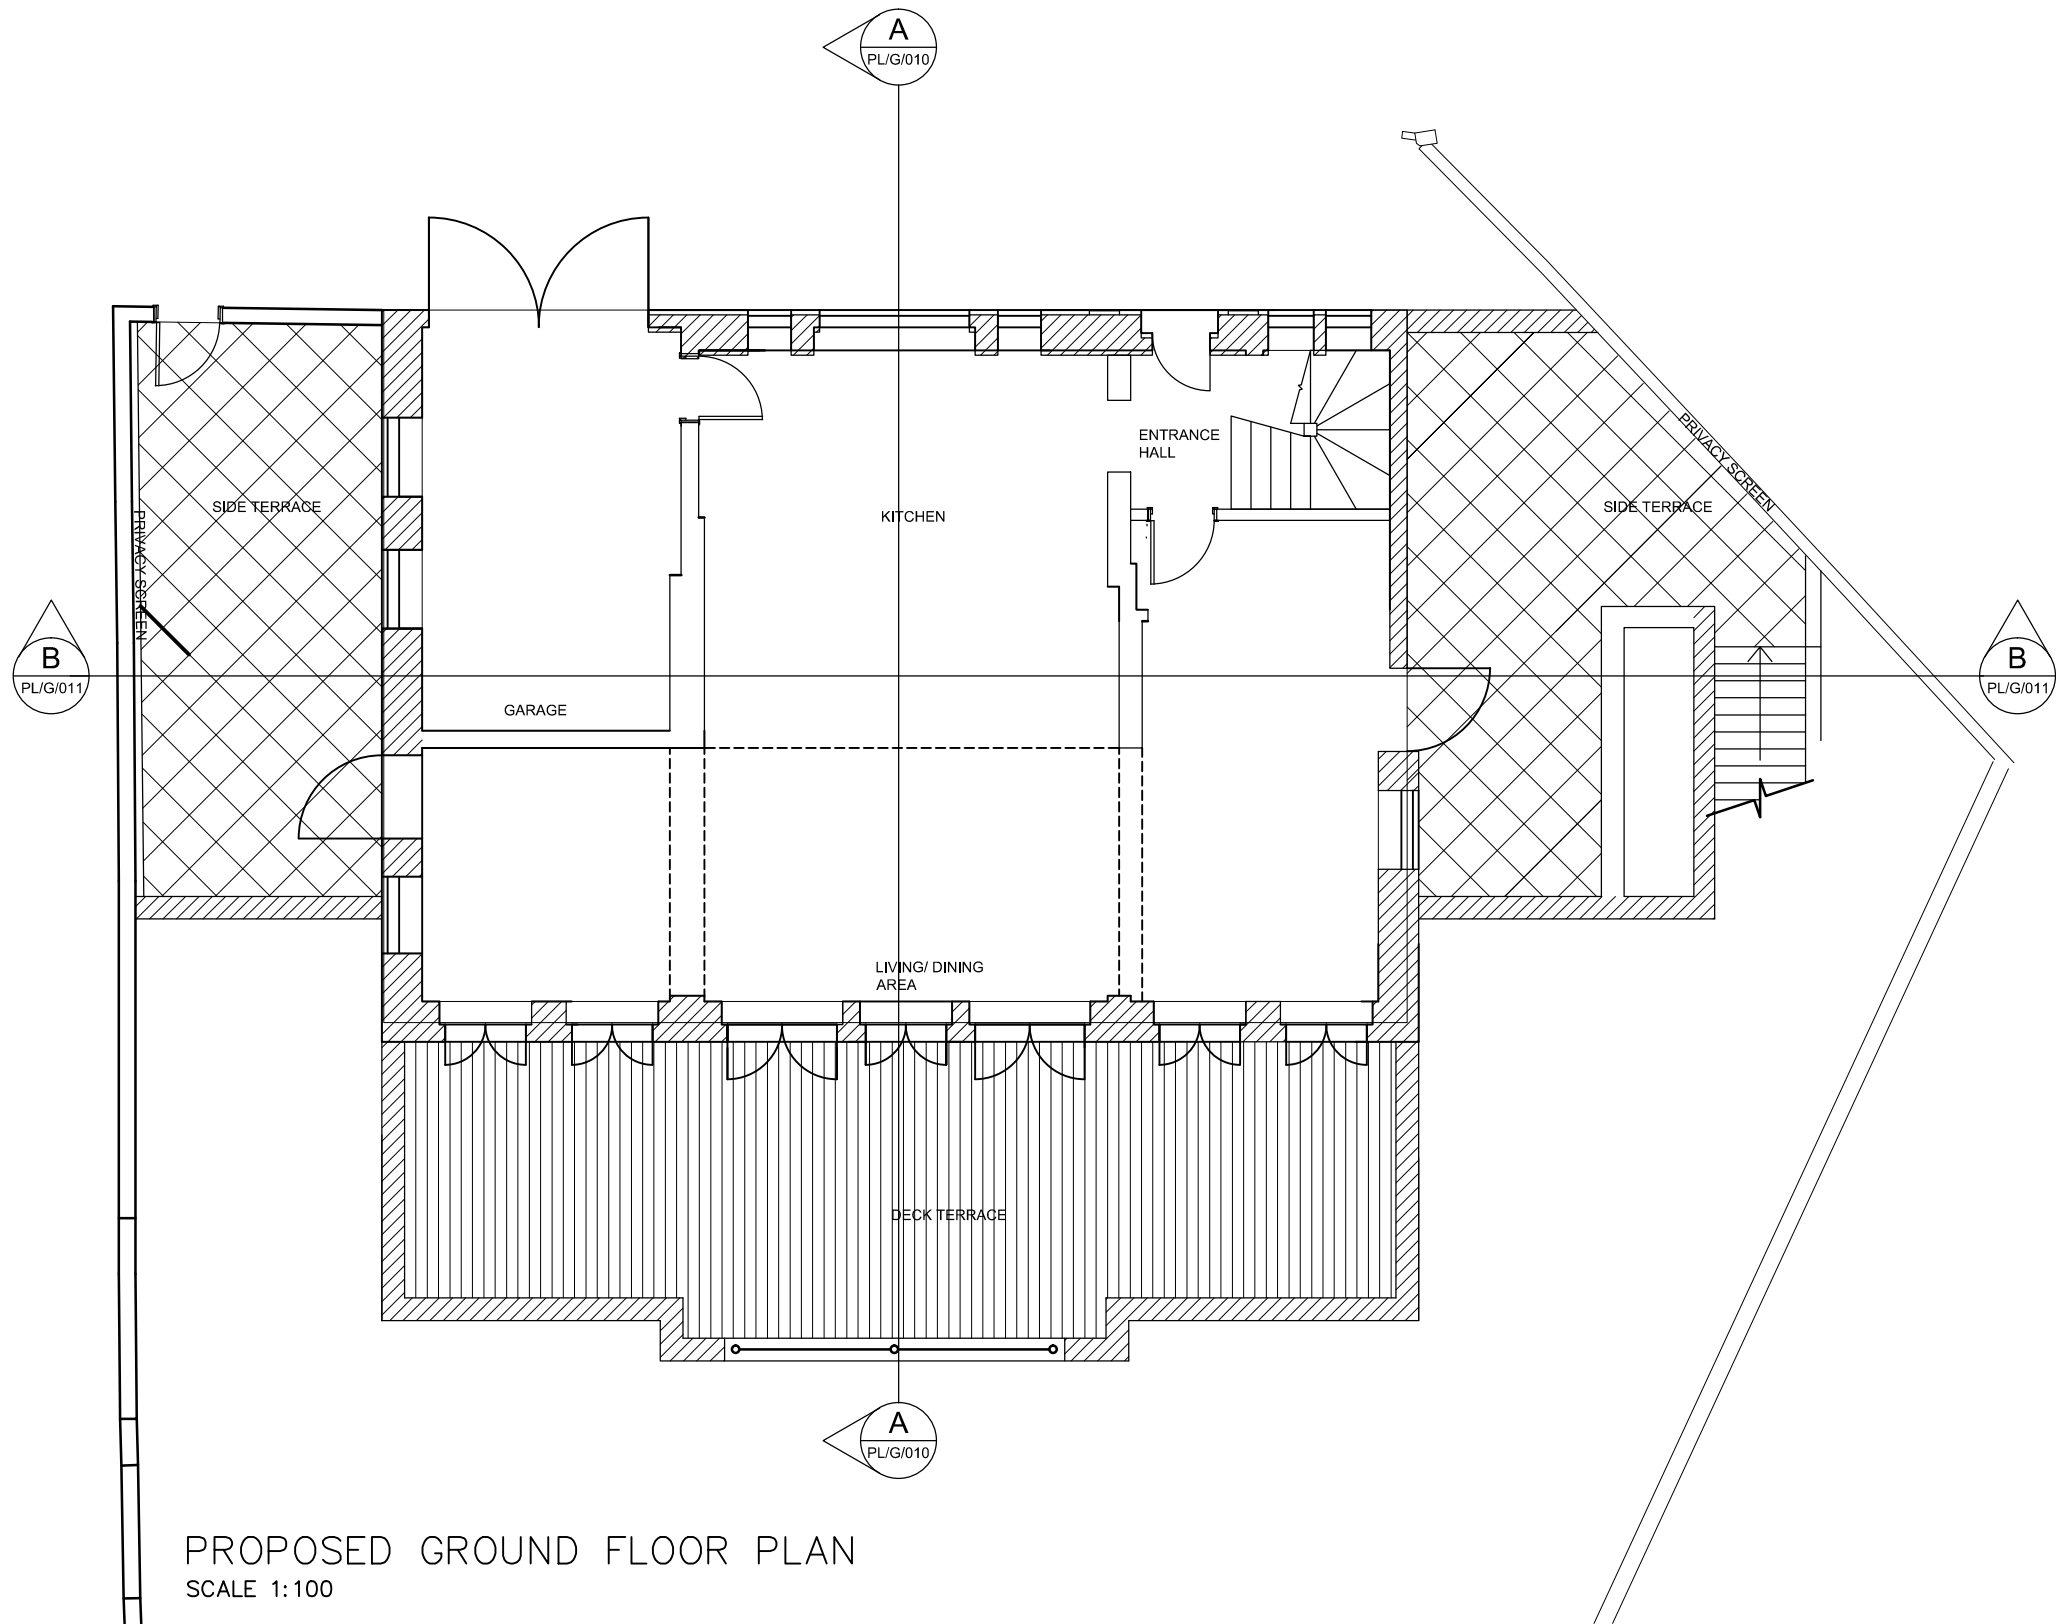 A
PL/G/010
ENTRANCE
HALL
PRIVACY SCREEN
SIDE TERRACE
KITCHEN
SIDE TERRACE
PRIVACY SCREEN
B
PL/G/011
B
PL/G/011
GARAGE
LIVING/ DINING
AREA
DECK TERRACE
A
PL/G/010
PROPOSED GROUND FLOOR PLAN
SCALE 1:100